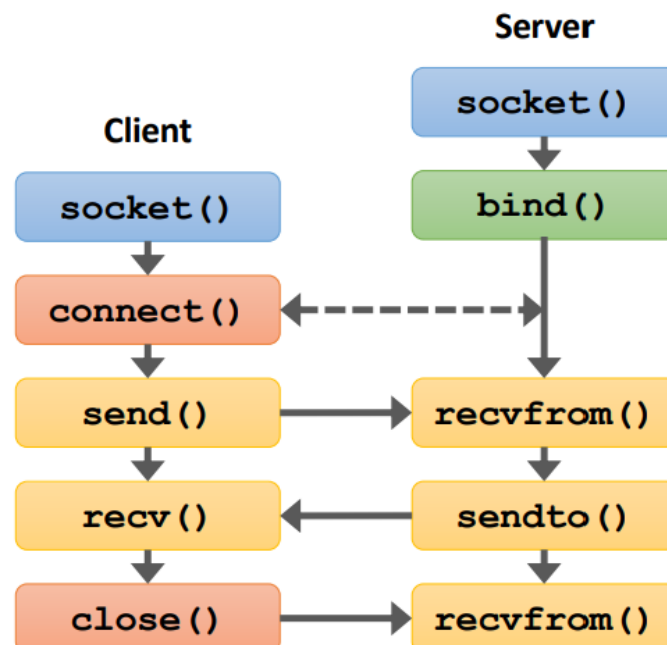 Server
socket()
Client
socket()
bind()
connect()
send()
recvfrom()
recv()
sendto()
close()
recvfrom()